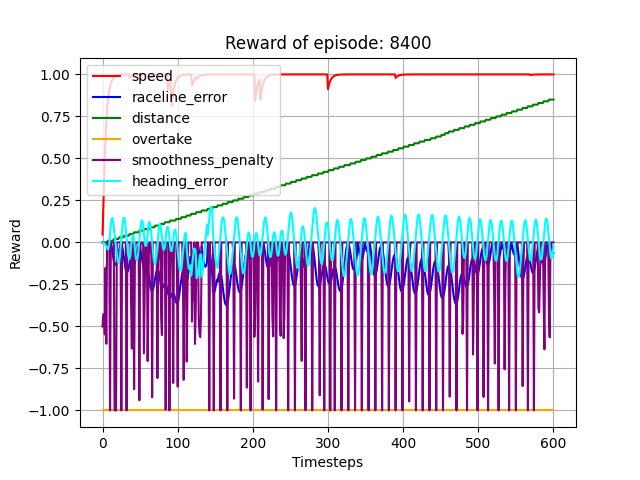 Reward of episode: 8400
1.00
0.75
0.50
0.25
0.00
−0.25
−0.50
−0.75
−1.00
Reward
speed
raceline_error
distance
overtake
smoothness_penalty
heading_error
0 100 200 300 400 500 600
Timesteps